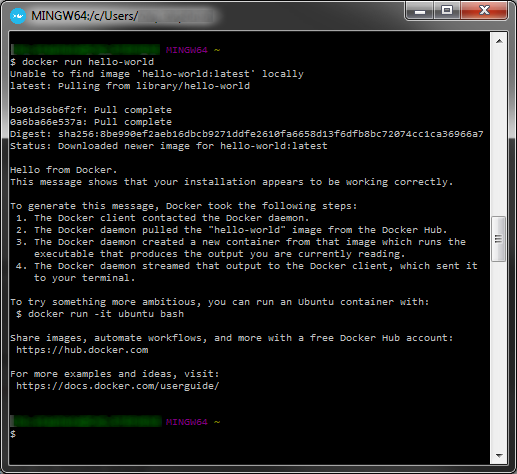 MINGW64:/c/Users/
MINGW64 ~
$ docker run hello-world
Unable to find image 'hello-world:latest' locally
latest: Pulling from library/hello-world
b901d36b6f2f: Pull complete
0a6ba66e537a: Pull complete
Digest: sha256:8be990ef2aeb16dbcb9271ddfe2610fa6658d13f6dfb8bc72074cc1ca36966a7
Status: Downloaded newer image for hello-world:latest
Hello from Docker.
This message shows that your installation appears to be working correctly.
To generate this message, Docker took the following steps:
1. The Docker client contacted the Docker daemon.
2. The Docker daemon pulled the "hello-world" image from the Docker Hub.
3. The Docker daemon created a new container from that image which runs the
executable that produces the output you are currently reading.
4. The Docker daemon streamed that output to the Docker client, which sent it
to your terminal.
To try something more ambitious, you can run an Ubuntu container with:
$ docker run -it ubuntu bash
Share images, automate workflows, and more with a free Docker Hub account:
https://hub.docker.com
For more examples and ideas, visit:
https://docs.docker.com/userguide/
MINGW64 ~
$